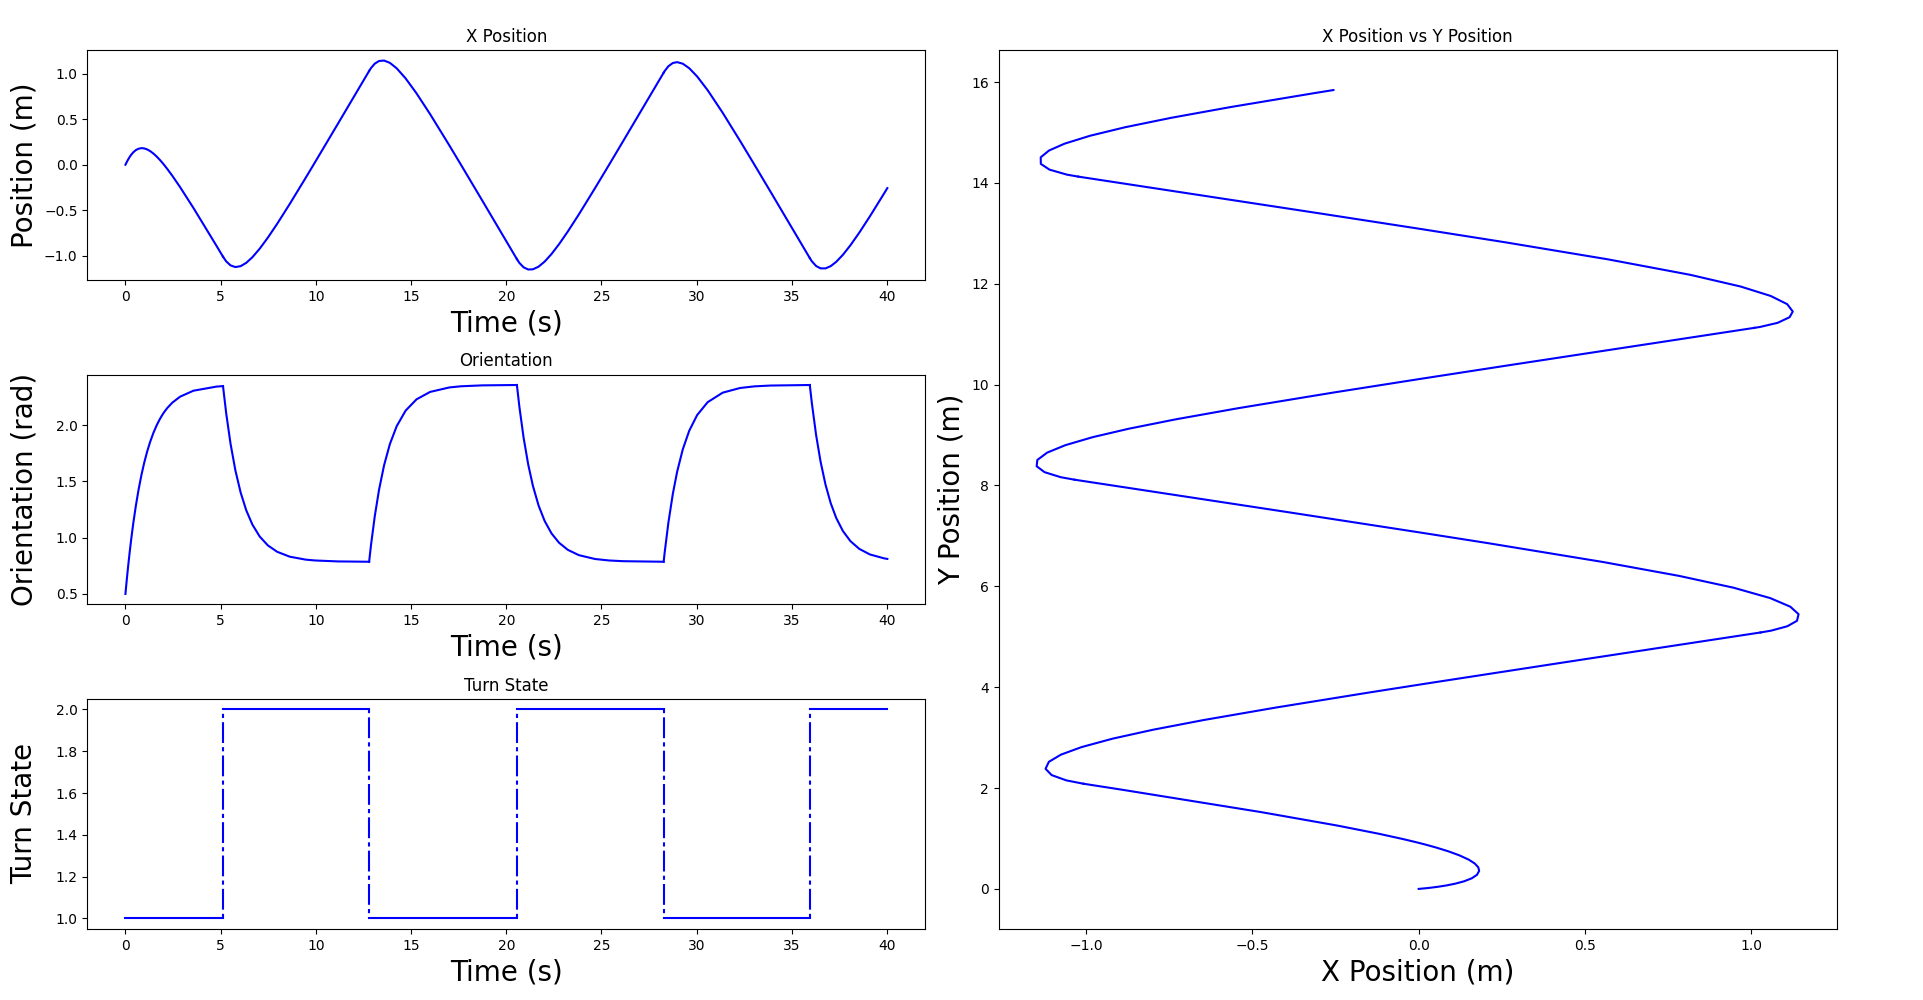 X Position
Position (m)
1.0
0.5
0.0
−0.5
−1.0
0 5 10 15 20 25 30 35 40
Time (s)
Orientation
Orientation (rad)
2.0
1.5
1.0
0.5
0 5 10 15 20 25 30 35 40
Time (s)
Turn State
Turn State
2.0
1.8
1.6
1.4
1.2
1.0
0 5 10 15 20 25 30 35 40
Time (s)
X Position vs Y Position
Y Position (m)
16
14
12
10
8
6
4
2
0
−1.0 −0.5 0.0 0.5 1.0
X Position (m)